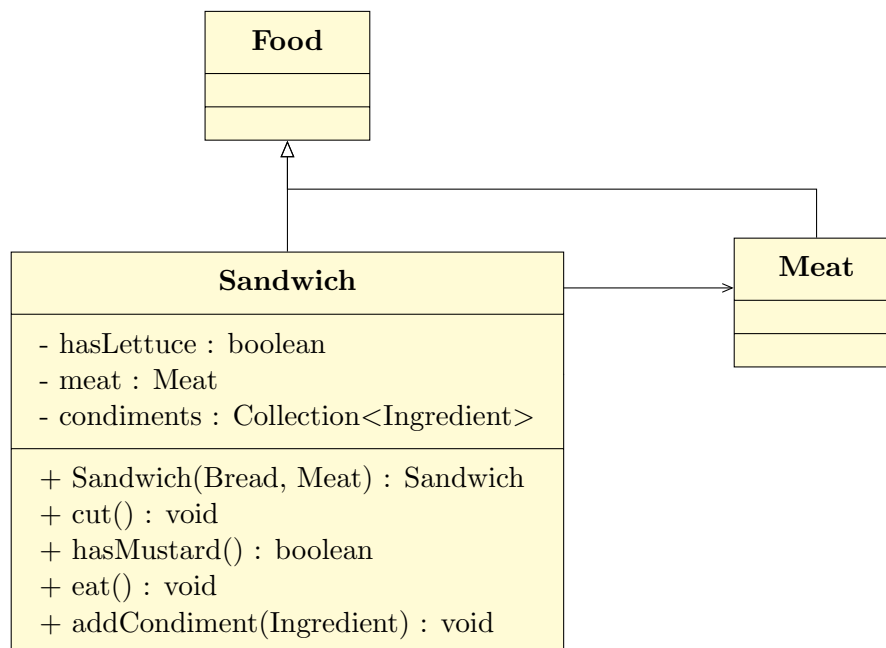 Food
Sandwich
Meat
- hasLettuce : boolean
- meat : Meat
- condiments : Collection<Ingredient>
+ Sandwich(Bread, Meat) : Sandwich
+ cut() : void
+ hasMustard() : boolean
+ eat() : void
+ addCondiment(Ingredient) : void